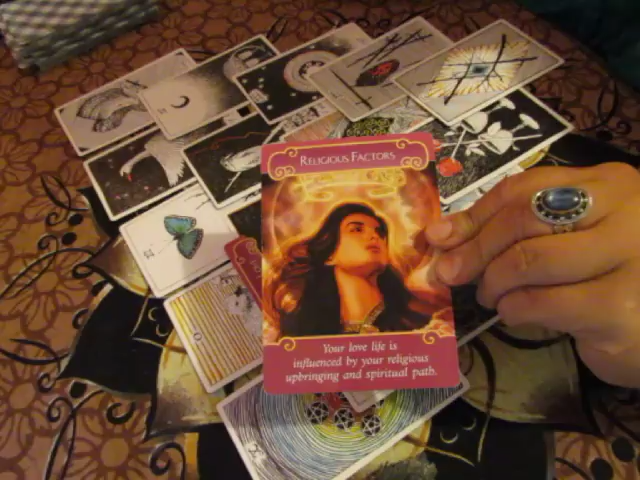 RELIGIOUS FACTORS
Your love life is
influenced by your religious
upbringing and spiritual path.